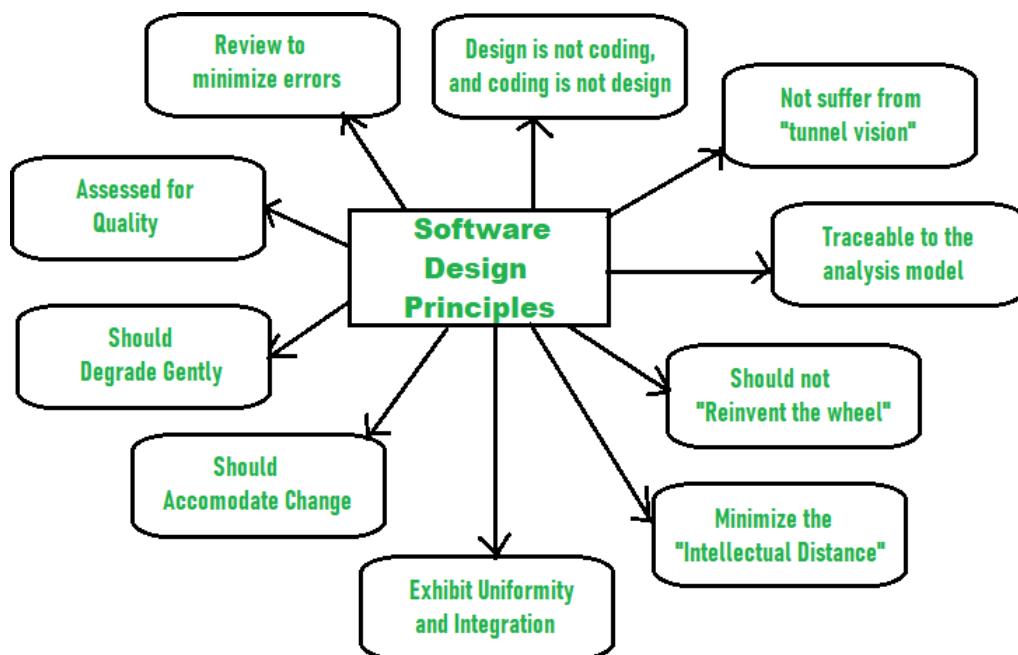 Review to
minimize errors
Design is not coding,
and coding is not design
Not suffer from
"tunnel vision"
Assessed for
Quality
Software
Design
Principles
Traceable to the
analysis model
Should
Degrade Gently
Should not
"Reinvent the wheel"
Should
Accomodate Change
Minimize the
"Intellectual Distance"
Exhibit Uniformity
and Integration